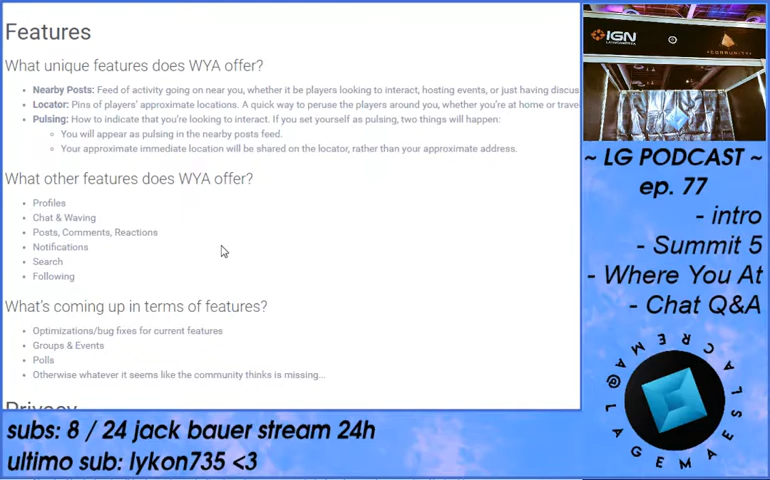 Features
What unique features does WYA offer?
Nearby Posts: Feed of activity going on near you, whether it be players looking to interact, hosting events, or just having discus
Locator: Pins of players' approximate locations. A quick way to peruse the players around you, whether you're at home or trave
Pulsing: How to indicate that you're looking to interact. If you set yourself as pulsing, two things will happen:
You will appear as pulsing in the nearby posts feed.
Your approximate immediate location will be shared on the locator, rather than your approximate address.
What other features does WYA offer?
Profiles
Chat & Waving
Posts, Comments, Reactions
Notifications
Search
Following
What's coming up in terms of features?
Optimizations/bug fixes for current features
Groups & Events
Polls
Otherwise whatever it seems like the community thinks is missing...
Privacy
IGN
LATINOAMERICA
COMMUNITY
~ LG PODCAST ~
ep. 77
- intro
- Summit 5
- Where You At
- Chat Q&A
@LAGEMAESLACREMA
subs: 8 / 24 jack bauer stream 24h
ultimo sub: lykon735 <3